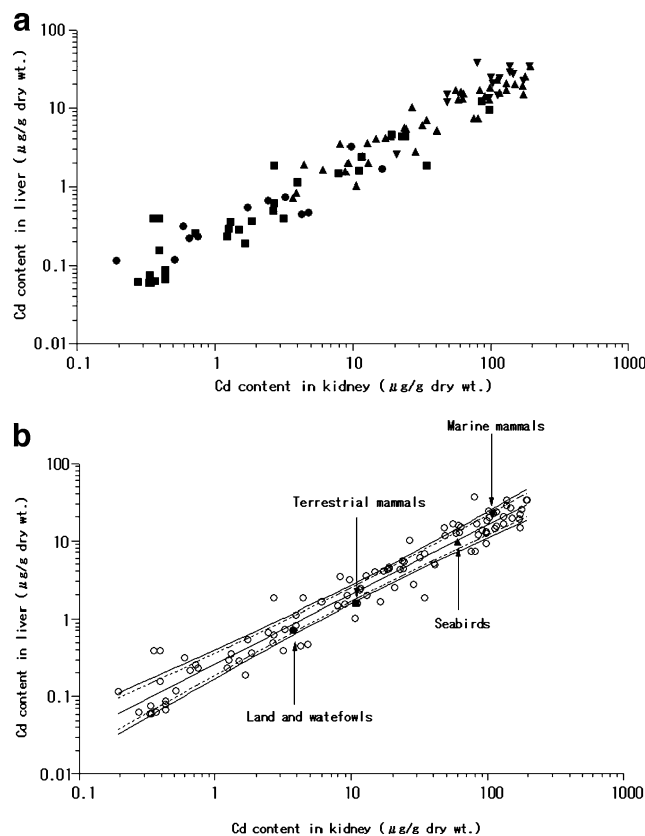 a
100
10
1
0.1
0.01
0.1
1
10
100
1000
Cd content in liver (μg/g dry wt.)
Cd content in kidney (μg/g dry wt.)
b
Marine mammals
Terrestrial mammals
Seabirds
Land and watefowls
100
10
1
0.1
0.01
0.1
1
10
100
1000
Cd content in liver (μg/g dry wt.)
Cd content in kidney (μg/g dry wt.)